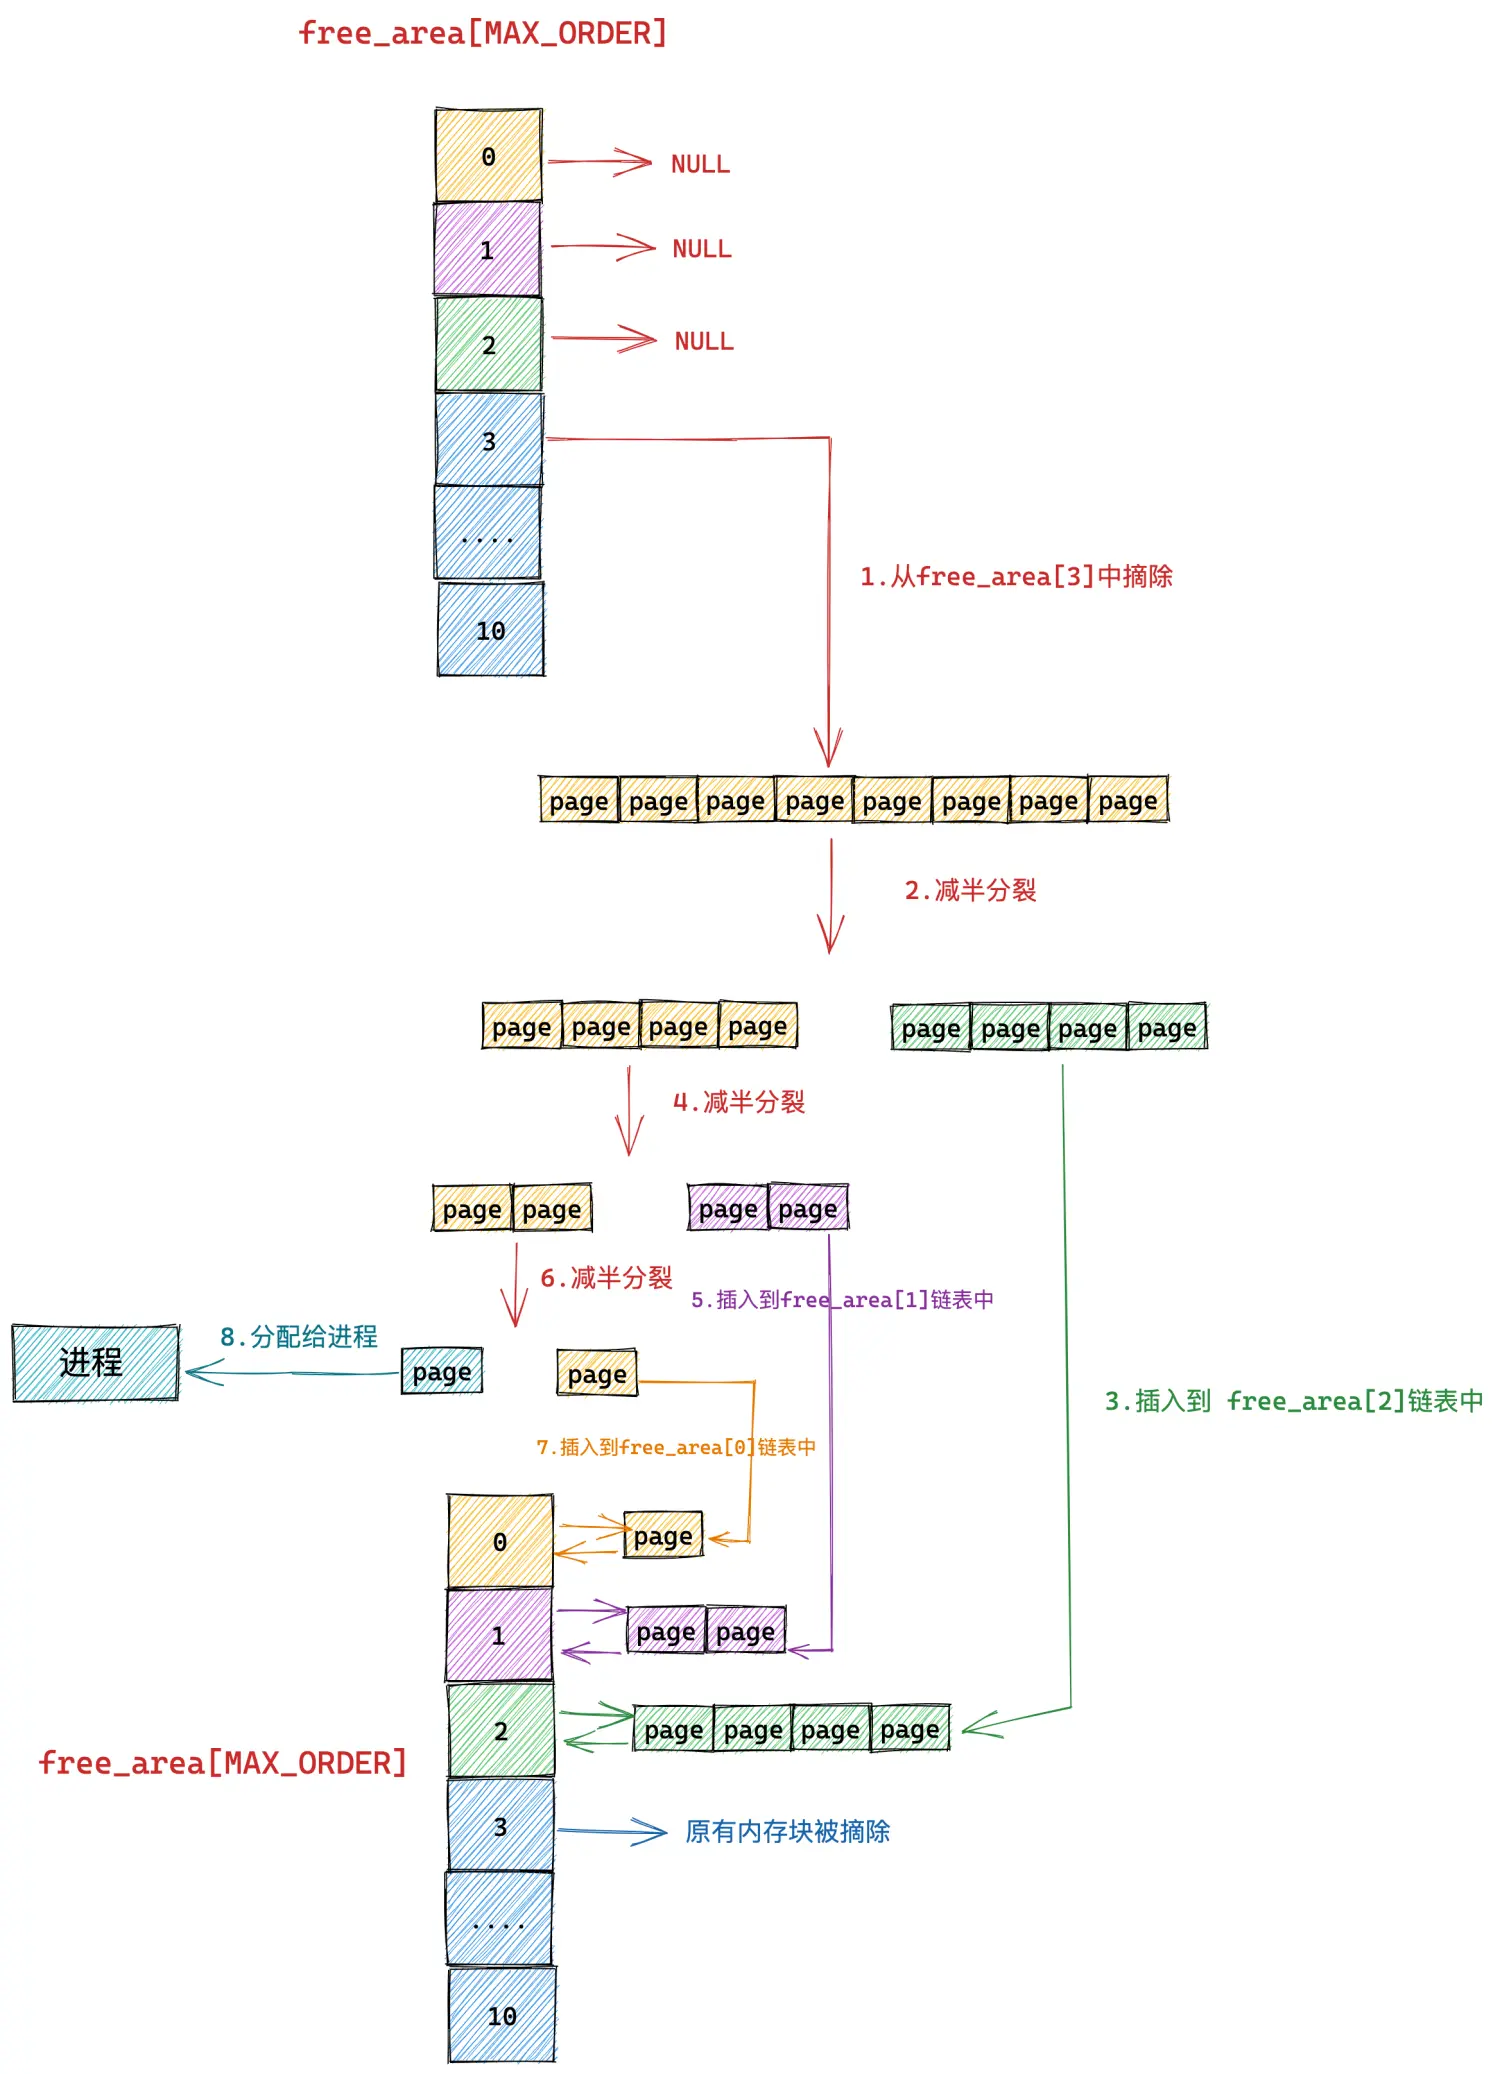 free_area[MAX_ORDER]
0
NULL
1
NULL
2
NULL
3
....
1.从free_area[3]中摘除
10
page page page page page page page page
2.减半分裂
page page page page
page page page page
4.减半分裂
page page
page page
6.减半分裂
5.插入到free_area[1]链表中
8.分配给进程
进程
page
page
3.插入到 free_area[2]链表中
7.插入到free_area[0]链表中
0
page
1
page page
2
page page page page
free_area[MAX_ORDER]
3
原有内存块被摘除
....
10